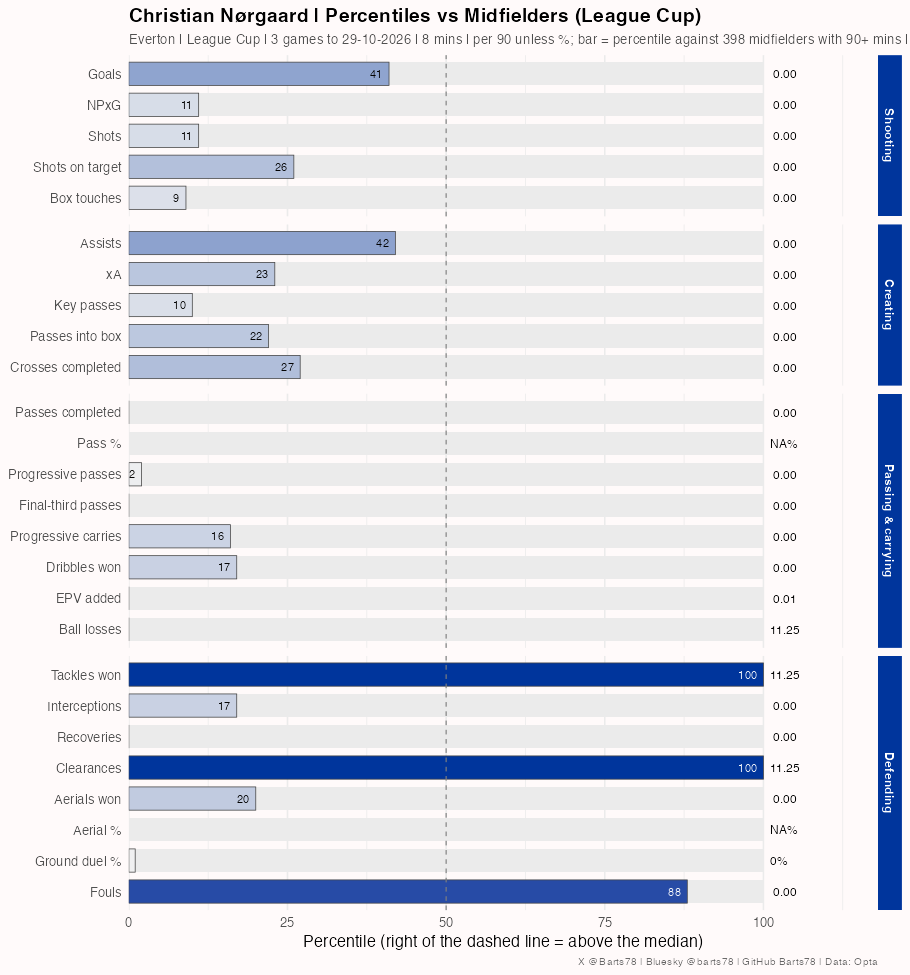 Christian Nørgaard | Percentiles vs Midfielders (League Cup)
Everton | League Cup | 3 games to 29-10-2026 | 8 mins | per 90 unless %; bar = percentile against 398 midfielders with 90+ mins |
Goals 41 0.00
NPxG 11 0.00
Shots 11 0.00
Shots on target 26 0.00
Box touches 9 0.00
Shooting
Assists 42 0.00
xA 23 0.00
Key passes 10 0.00
Passes into box 22 0.00
Crosses completed 27 0.00
Creating
Passes completed 0.00
Pass % NA%
Progressive passes 2 0.00
Final-third passes 0.00
Progressive carries 16 0.00
Dribbles won 17 0.00
EPV added 0.01
Ball losses 11.25
Passing & carrying
Tackles won 100 11.25
Interceptions 17 0.00
Recoveries 0.00
Clearances 100 11.25
Aerials won 20 0.00
Aerial % NA%
Ground duel % 0%
Fouls 88 0.00
Defending
0 25 50 75 100
Percentile (right of the dashed line = above the median)
X @Barts78 | Bluesky @barts78 | GitHub Barts78 | Data: Opta